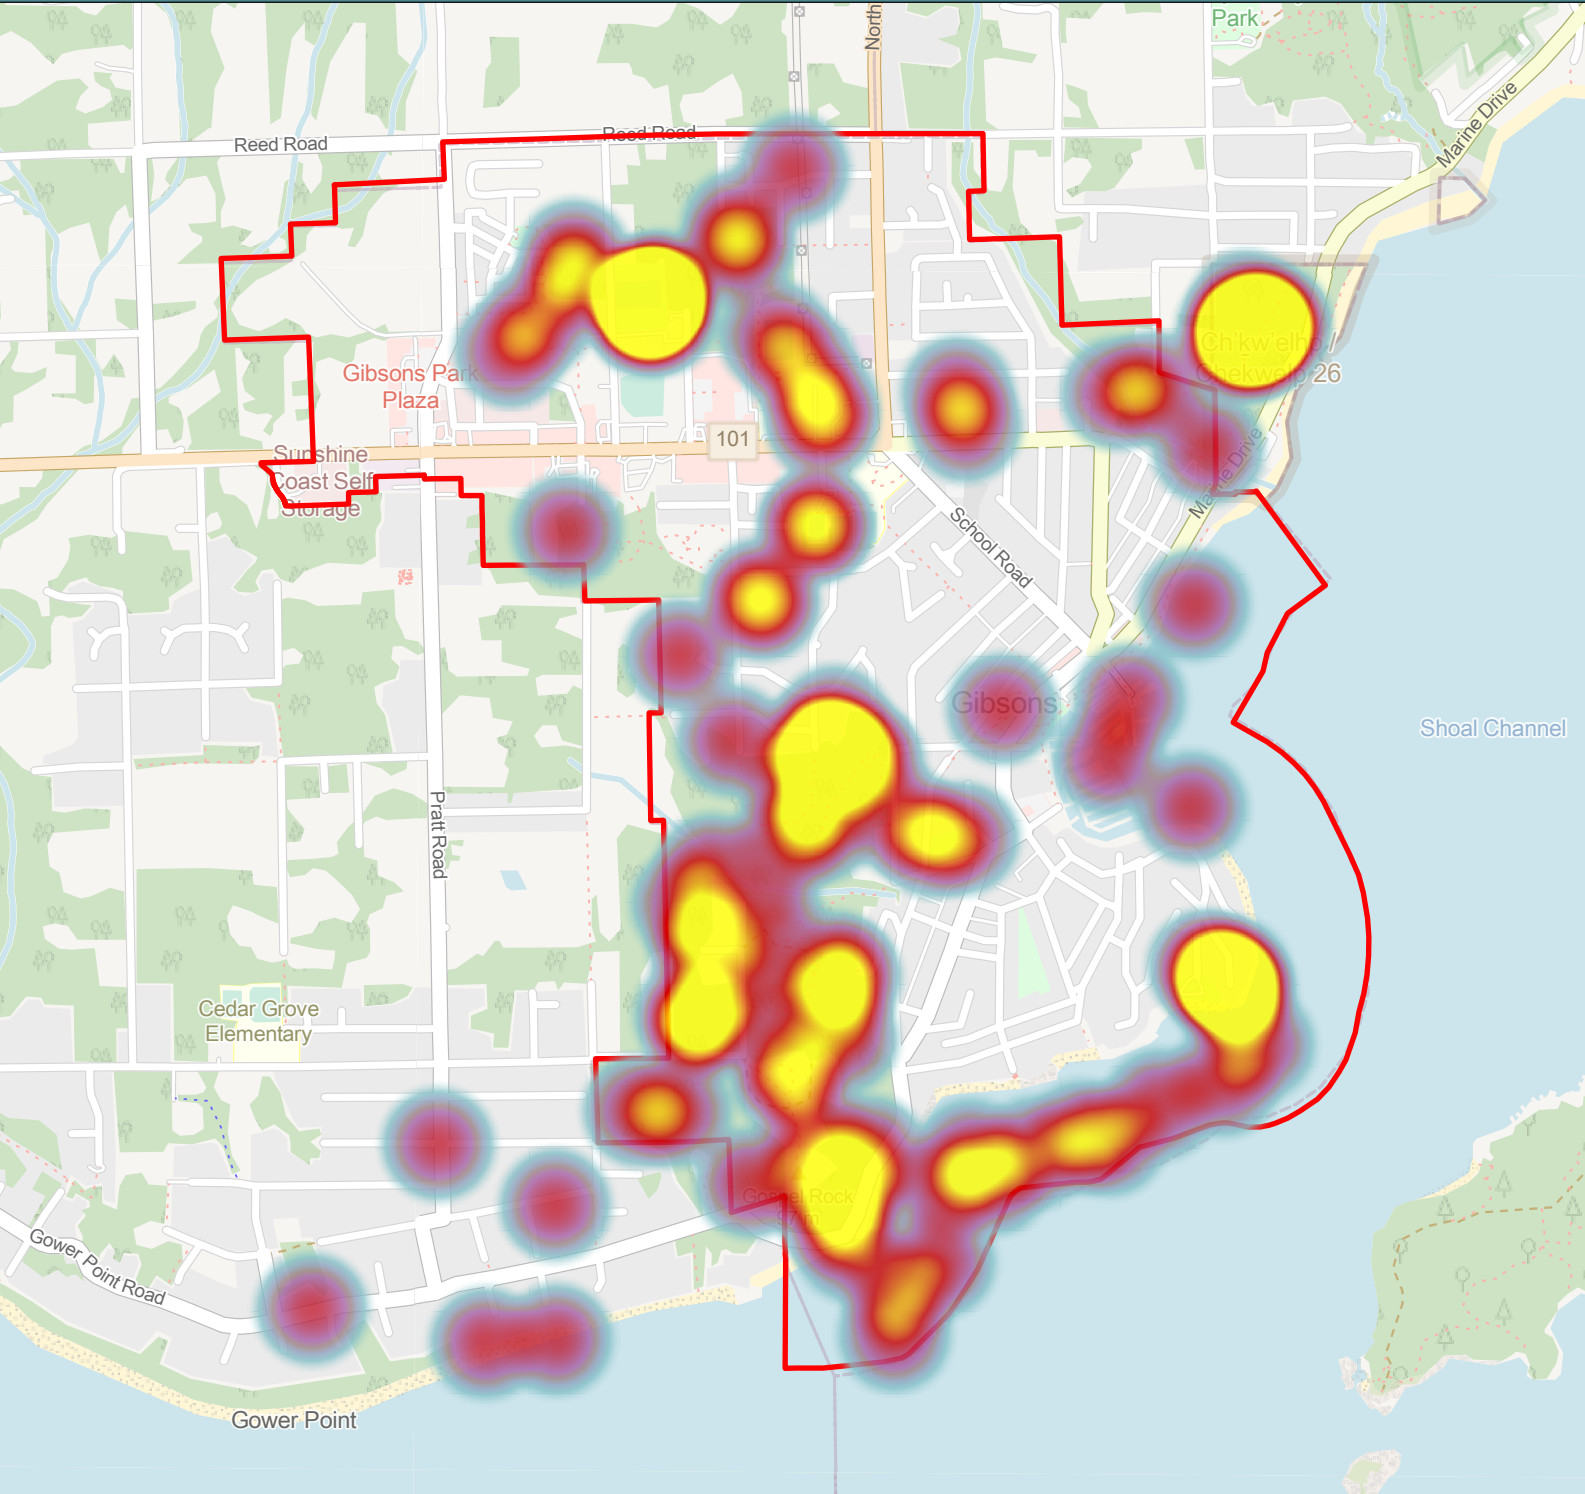 Park
North
Marine Drive
Reed Road
Reed Road
Ch'kw'elhp /
Chekwelp 26
Gibsons Park
Plaza
101
Sunshine
Coast Self
Storage
Marine Drive
School Road
Gibsons
Shoal Channel
Pratt Road
Cedar Grove
Elementary
Gospel Rock
Gower Point Road
Gower Point